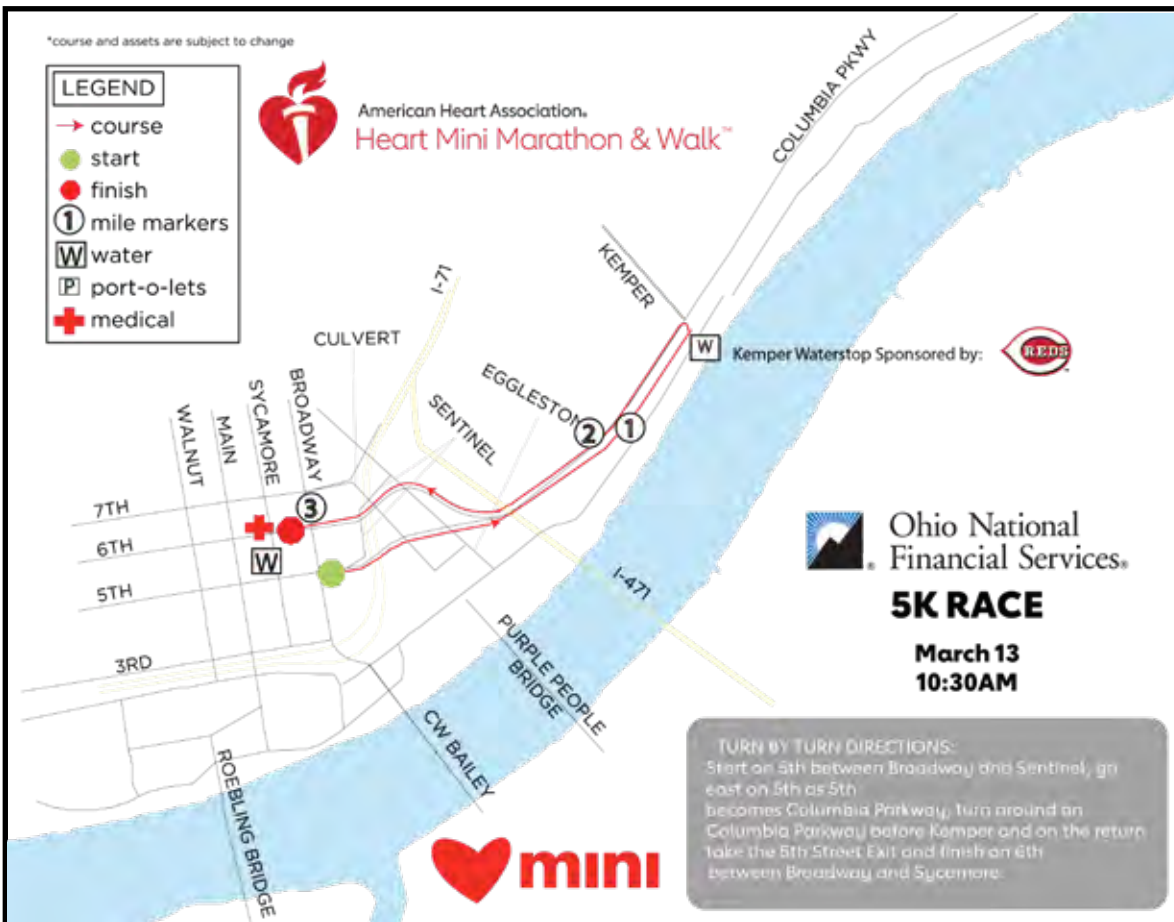 *course and assets are subject to change
LEGEND
course
start
finish
1 mile markers
W water
P port-o-lets
medical
American Heart Association®
Heart Mini Marathon & Walk™
COLUMBIA PKWY
KEMPER
I-71
CULVERT
W
Kemper Waterstop Sponsored by:
REDS
EGGLESTON
SENTINEL
BROADWAY
SYCAMORE
MAIN
WALNUT
2
1
3
7TH
6TH
W
5TH
3RD
I-471
PURPLE PEOPLE
BRIDGE
CW BAILEY
ROEBLING BRIDGE
Ohio National
Financial Services®
5K RACE
March 13
10:30AM
TURN BY TURN DIRECTIONS:
Start on 5th between Broadway and Sentinel, go
east on 5th as 5th
becomes Columbia Parkway, turn around on
Columbia Parkway before Kemper and on the return
take the 5th Street Exit and finish on 6th
between Broadway and Sycamore.
mini